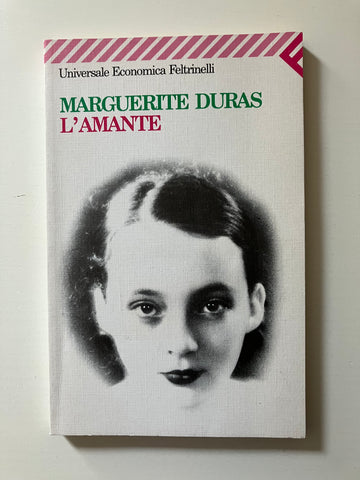 Universale Economica Feltrinelli
MARGUERITE DURAS
L'AMANTE